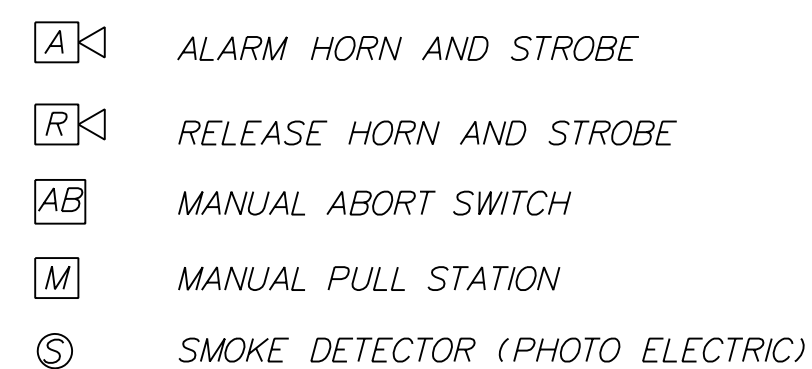 A ALARM HORN AND STROBE
R RELEASE HORN AND STROBE
AB MANUAL ABORT SWITCH
M MANUAL PULL STATION
S SMOKE DETECTOR (PHOTO ELECTRIC)